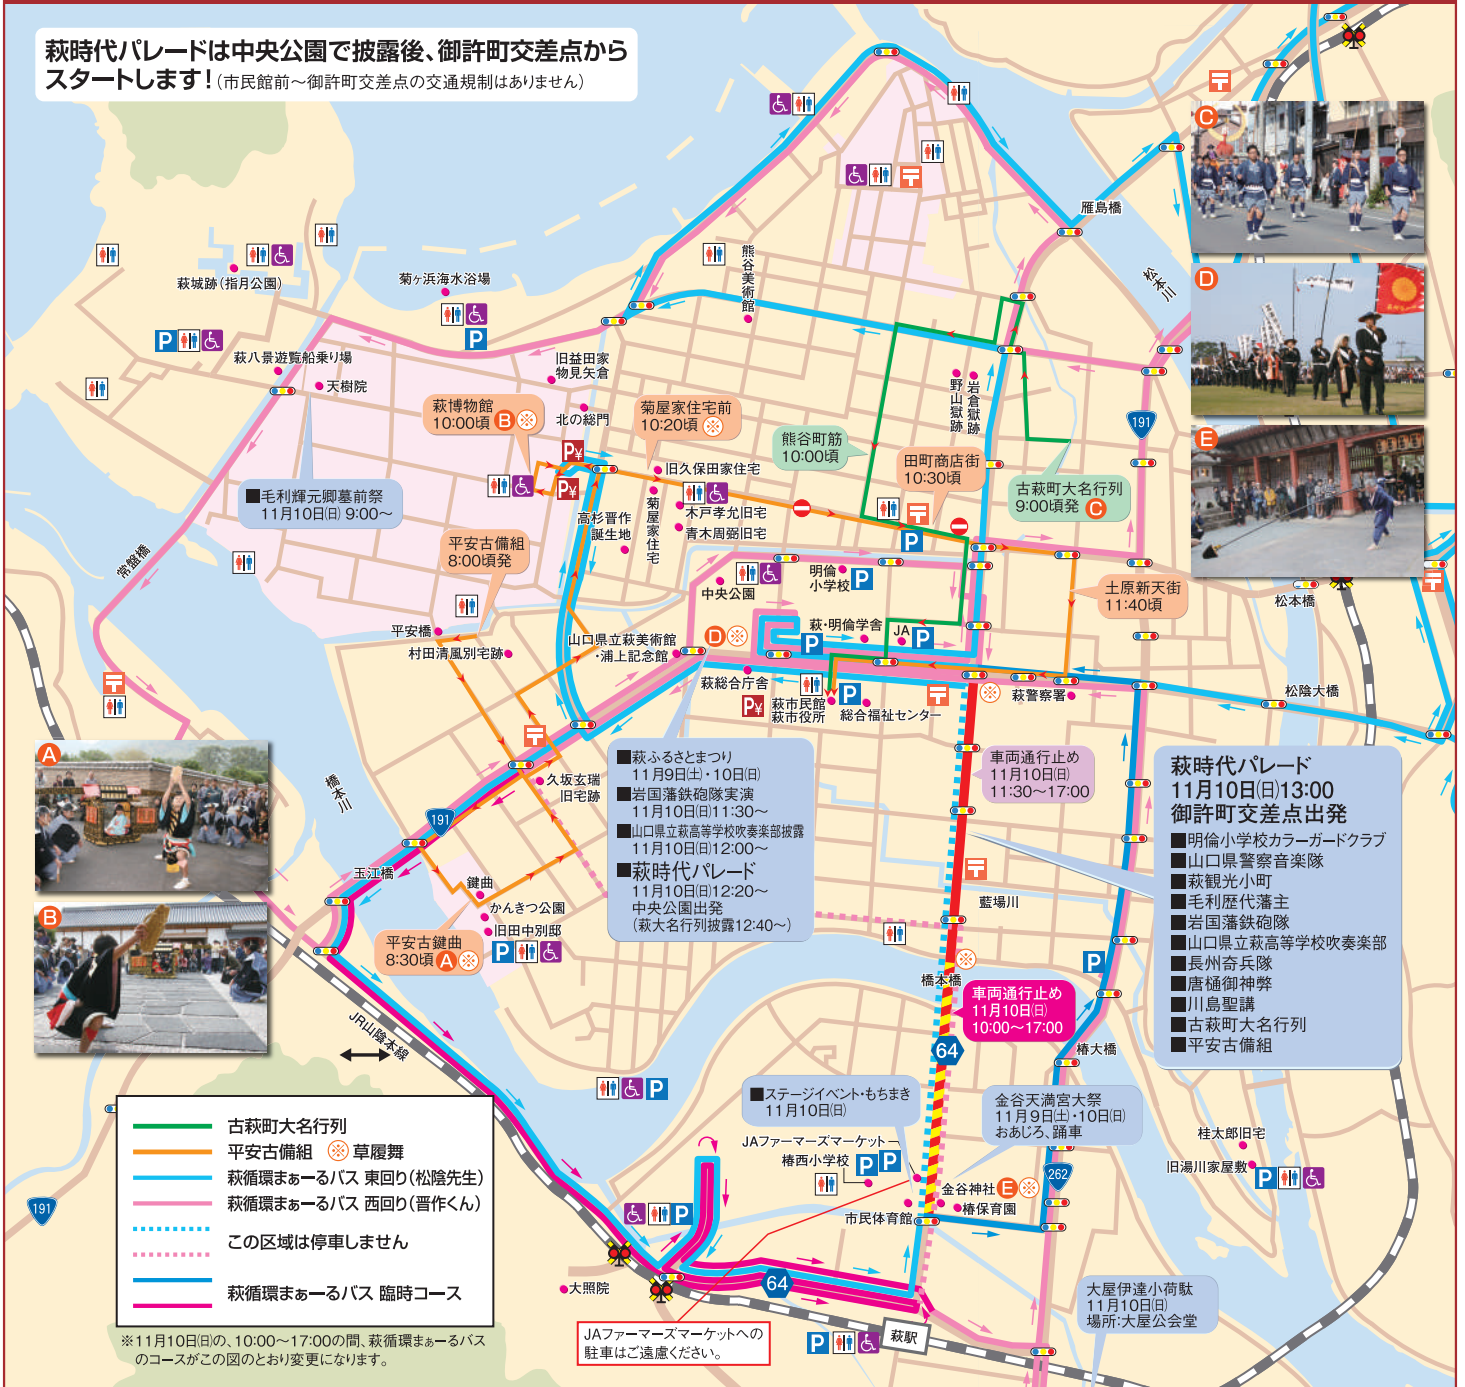 萩時代パレードは中央公園で披露後、御許町交差点から
スタートします！（市民館前～御許町交差点の交通規制はありません）
C
雁島橋
松本川
D
熊谷美術館
萩城跡（指月公園）
菊ヶ浜海水浴場
P
P
萩八景遊覧船乗り場
天樹院
旧益田家
物見矢倉
野山獄跡
岩倉獄跡
191
E
萩博物館
10:00頃 B ※
北の総門
菊屋家住宅前
10:20頃 ※
熊谷町筋
10:00頃
田町商店街
10:30頃
P¥
P¥
旧久保田家住宅
古萩町大名行列
9:00頃発 C
■毛利輝元卿墓前祭
11月10日(日) 9:00～
菊屋家住宅
木戸孝允旧宅
青木周弼旧宅
高杉晋作
誕生地
P
常盤橋
平安古備組
8:00頃発
中央公園
明倫
小学校
P
土原新天街
11:40頃
松本橋
平安橋
村田清風別宅跡
山口県立萩美術館
・浦上記念館
D ※
P
萩・明倫学舎
JA
P
萩総合庁舎
P¥
萩市民館
萩市役所
P
総合福祉センター
※
萩警察署
松陰大橋
A
橋本川
久坂玄瑞
旧宅跡
191
玉江橋
■萩ふるさとまつり
11月9日(土)・10日(日)
■岩国藩鉄砲隊実演
11月10日(日)11:30～
■山口県立萩高等学校吹奏楽部披露
11月10日(日)12:00～
■萩時代パレード
11月10日(日)12:20～
中央公園出発
（萩大名行列披露12:40～）
車両通行止め
11月10日(日)
11:30～17:00
萩時代パレード
11月10日(日)13:00
御許町交差点出発
■明倫小学校カラーガードクラブ
■山口県警察音楽隊
■萩観光小町
■毛利歴代藩主
■岩国藩鉄砲隊
■山口県立萩高等学校吹奏楽部
■長州奇兵隊
■唐樋御神幣
■川島聖講
■古萩町大名行列
■平安古備組
B
鍵曲
かんきつ公園
旧田中別邸
P
平安古鍵曲
8:30頃 A ※
藍場川
橋本橋
※
P
車両通行止め
11月10日(日)
10:00～17:00
64
椿大橋
JR山陰本線
P
■ステージイベント・もちまき
11月10日(日)
金谷天満宮大祭
11月9日(土)・10日(日)
おあじろ、踊車
JAファーマーズマーケット
椿西小学校
P
P
桂太郎旧宅
旧湯川家屋敷
P
262
金谷神社 E ※
椿保育園
市民体育館
P
古萩町大名行列
平安古備組 ※草履舞
萩循環まぁーるバス 東回り（松陰先生）
萩循環まぁーるバス 西回り（晋作くん）
この区域は停車しません
萩循環まぁーるバス 臨時コース
191
※11月10日(日)の、10:00～17:00の間、萩循環まぁーるバス
のコースがこの図のとおり変更になります。
大照院
64
JAファーマーズマーケットへの
駐車はご遠慮ください。
P
萩駅
大屋伊達小荷駄
11月10日(日)
場所：大屋公会堂